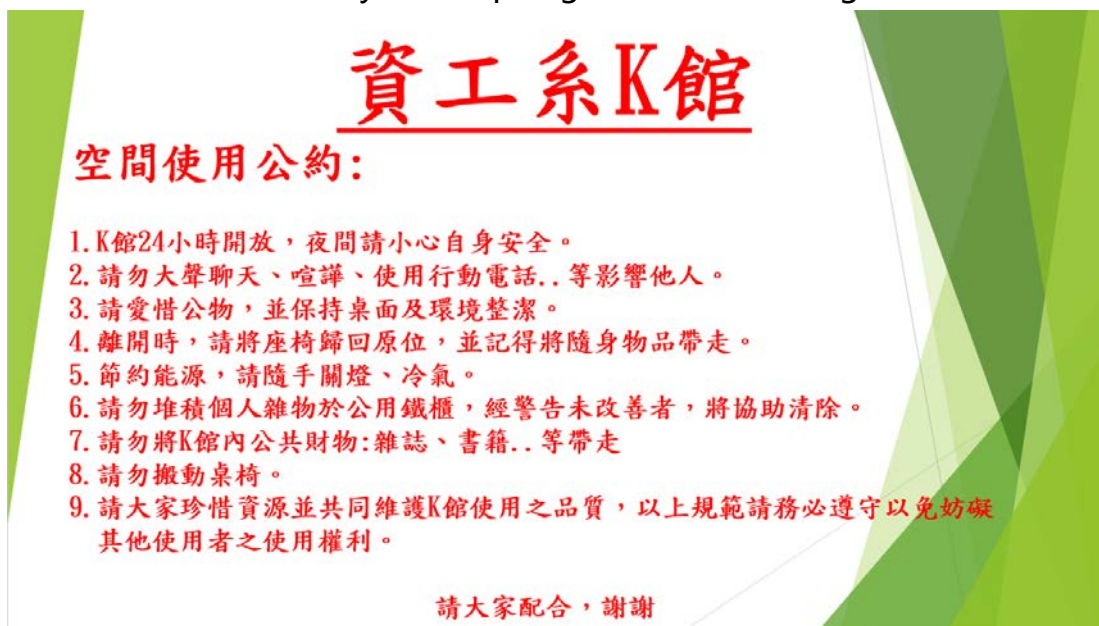 資工系K館
空間使用公約:
1.K館24小時開放，夜間請小心自身安全。
2.請勿大聲聊天、喧譁、使用行動電話..等影響他人。
3.請愛惜公物，並保持桌面及環境整潔。
4.離開時，請將座椅歸回原位，並記得將隨身物品帶走。
5.節約能源，請隨手關燈、冷氣。
6.請勿堆積個人雜物於公用鐵櫃，經警告未改善者，將協助清除。
7.請勿將K館內公共財物:雜誌、書籍..等帶走
8.請勿搬動桌椅。
9.請大家珍惜資源並共同維護K館使用之品質，以上規範請務必遵守以免妨礙
其他使用者之使用權利。
請大家配合，謝謝